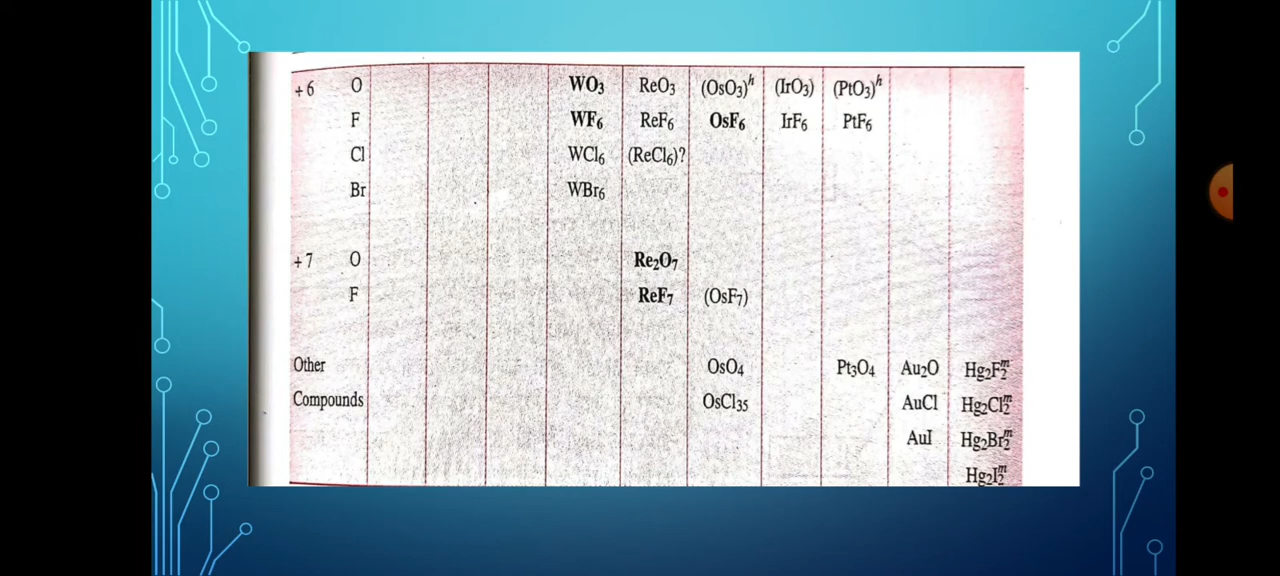 +6 O WO3 ReO3 (OsO3)h (IrO3) (PtO3)h
F WF6 ReF6 OsF6 IrF6 PtF6
Cl WCl6 (ReCl6)?
Br WBr6
+7 O Re2O7
F ReF7 (OsF7)
Other OsO4 Pt3O4 Au2O Hg2F2m
Compounds OsCl35 AuCl Hg2Cl2m
AuI Hg2Br2m
Hg2I2m